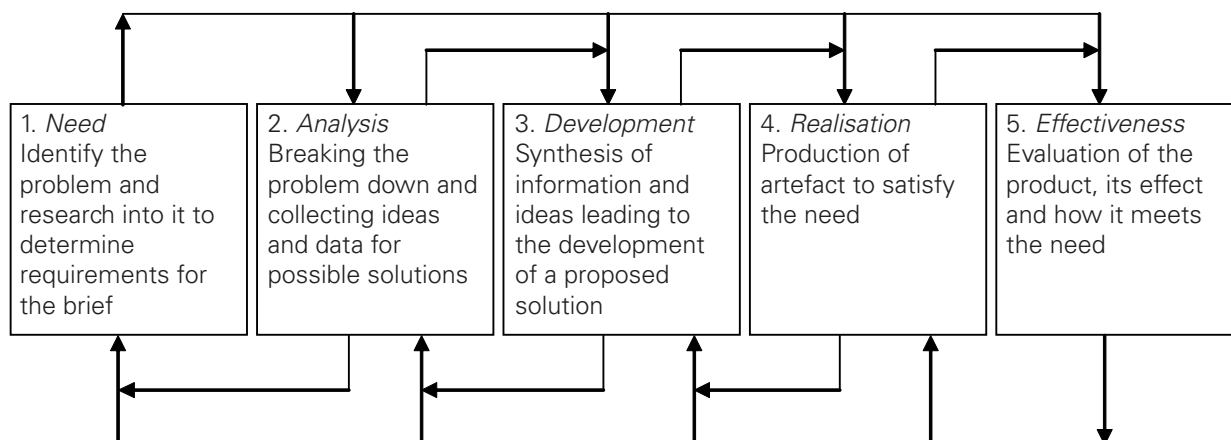 1. Need
Identify the
problem and
research into it to
determine
requirements for
the brief
2. Analysis
Breaking the
problem down and
collecting ideas
and data for
possible solutions
3. Development
Synthesis of
information and
ideas leading to
the development
of a proposed
solution
4. Realisation
Production of
artefact to satisfy
the need
5. Effectiveness
Evaluation of the
product, its effect
and how it meets
the need